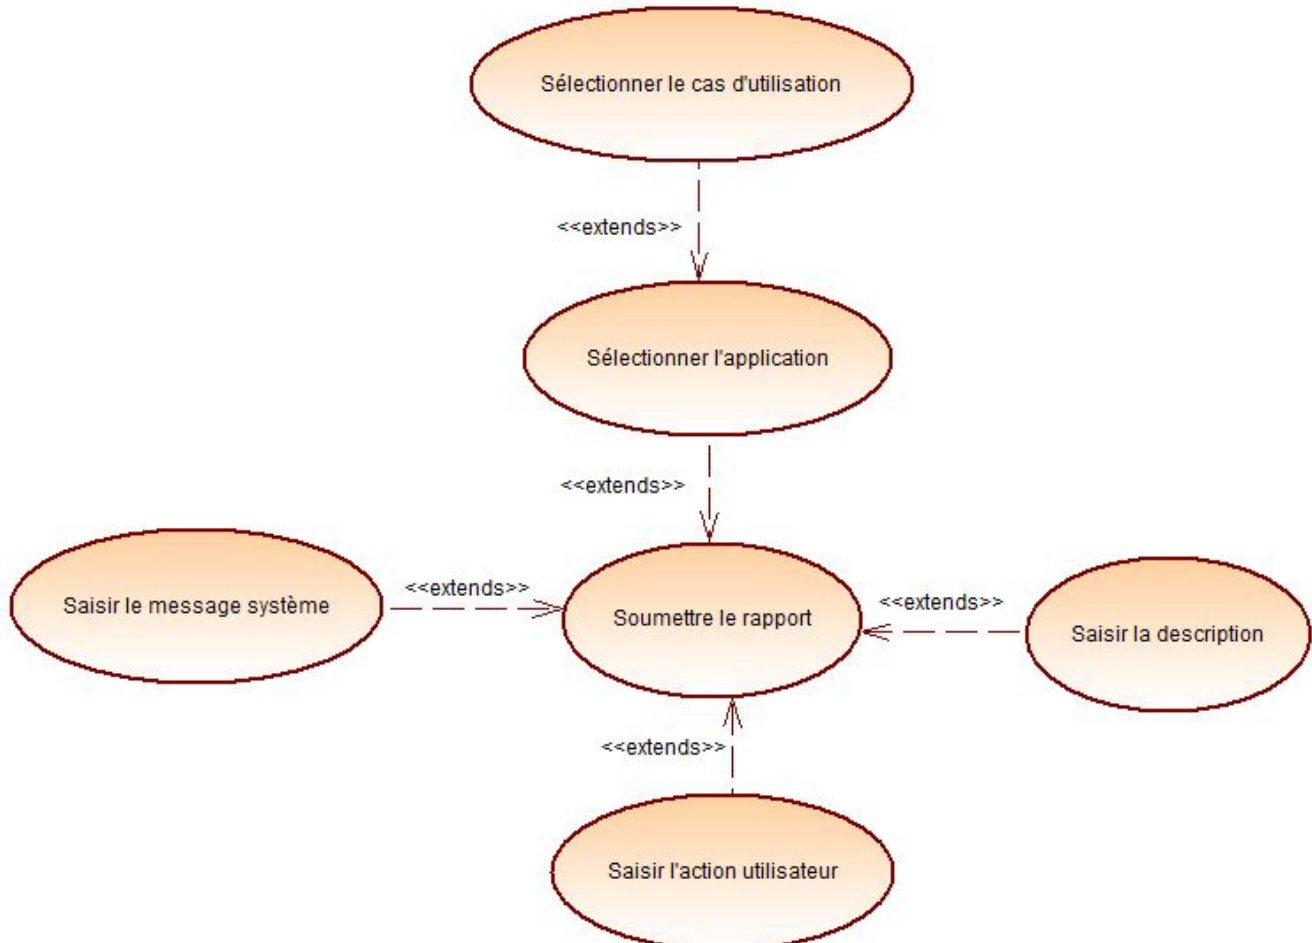 Sélectionner le cas d'utilisation
<<extends>>
Sélectionner l'application
<<extends>>
Saisir le message système
<<extends>>
Soumettre le rapport
<<extends>>
Saisir la description
<<extends>>
Saisir l'action utilisateur